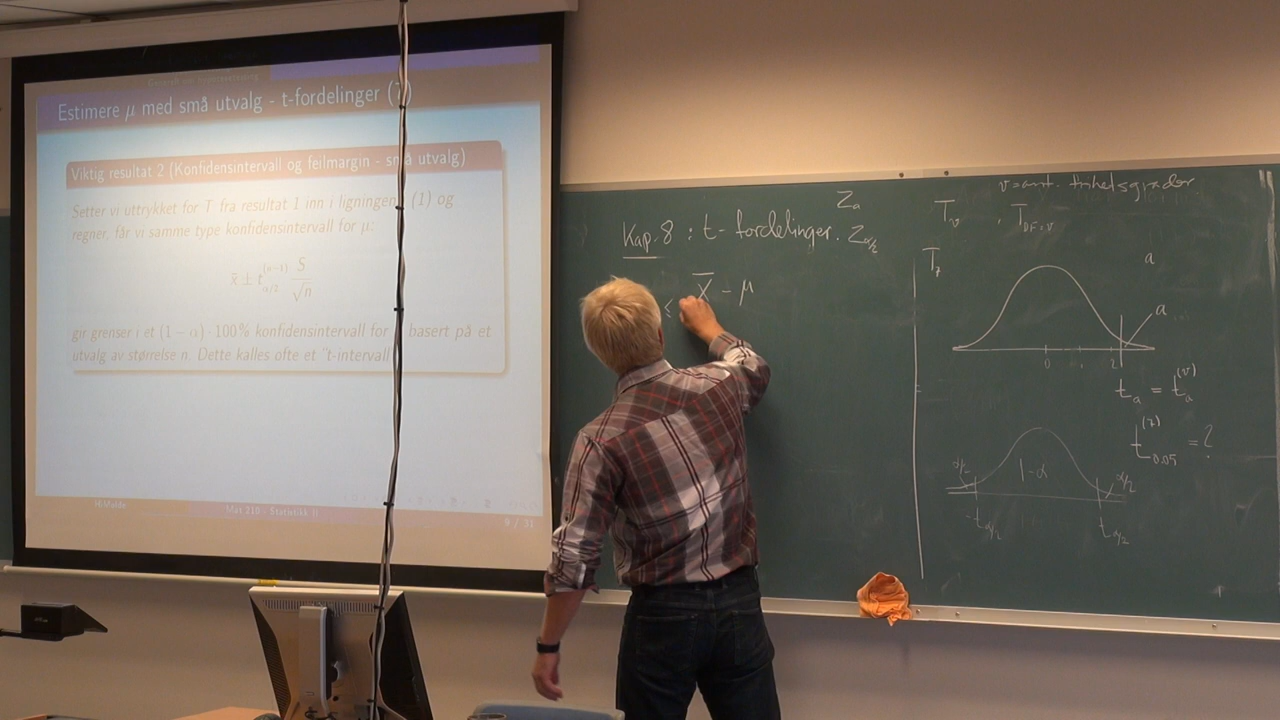 Estimere μ med små utvalg - t-fordelinger
Viktig resultat 2 (Konfidensintervall og feilmargin - små utvalg)
Setter vi uttrykket for T fra resultat 1 inn i ligningen (1) og
regner, får vi samme type konfidensintervall for μ:
x̄ ± t_{α/2}^{(n-1)} S/√n
gir grenser i et (1 − α) · 100% konfidensintervall for basert på et
utvalg av størrelse n. Dette kalles ofte et "t-intervall
Mat 210 - Statistikk II
9 / 31
Kap. 8 : t- fordelinger.
Z_a
Z_{α/2}
≤ X̄ - μ
v = ant. frihetsgrader
T_v , T_{DF=v}
T_7
a
a
0
2
t_a = t_a^{(v)}
t_{0.05}^{(7)} = ?
α/2
1-α
α/2
-t_{α/2}
t_{α/2}